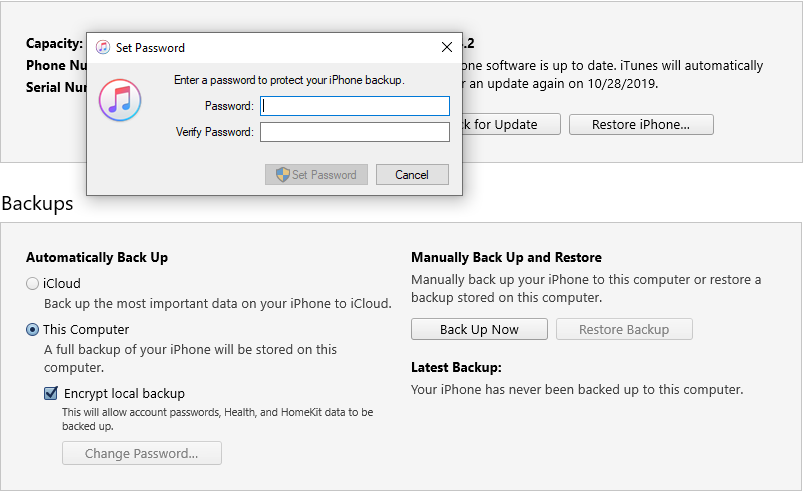 Set Password
Enter a password to protect your iPhone backup.
Password:
Verify Password:
Set Password
Cancel
Capacity:
Phone
Serial
.2
software is up to date. iTunes will automatically
an update again on 10/28/2019.
for Update
Restore iPhone...
Backups
Automatically Back Up
iCloud
Back up the most important data on your iPhone to iCloud.
This Computer
A full backup of your iPhone will be stored on this
computer.
Encrypt local backup
This will allow account passwords, Health, and HomeKit data to be
backed up.
Change Password...
Manually Back Up and Restore
Manually back up your iPhone to this computer or restore a
backup stored on this computer.
Back Up Now
Restore Backup
Latest Backup:
Your iPhone has never been backed up to this computer.